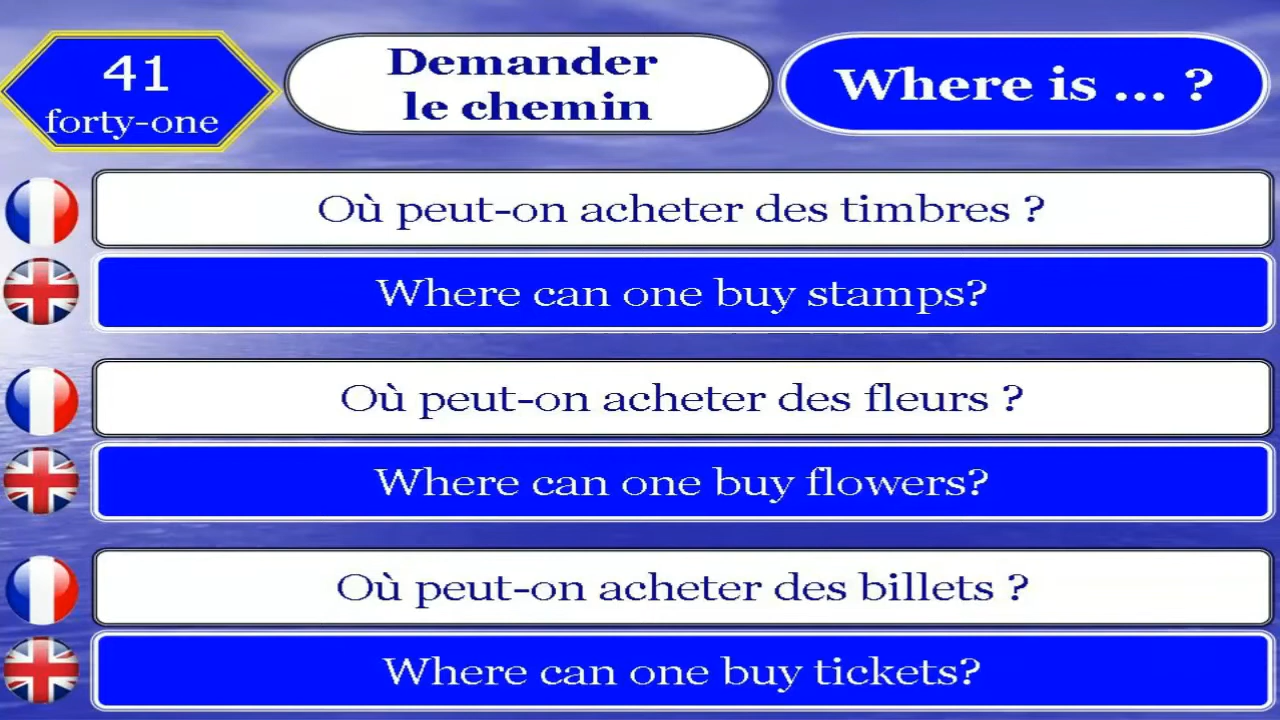 41
forty-one
Demander
le chemin
Where is ... ?
Où peut-on acheter des timbres ?
Where can one buy stamps?
Où peut-on acheter des fleurs ?
Where can one buy flowers?
Où peut-on acheter des billets ?
Where can one buy tickets?